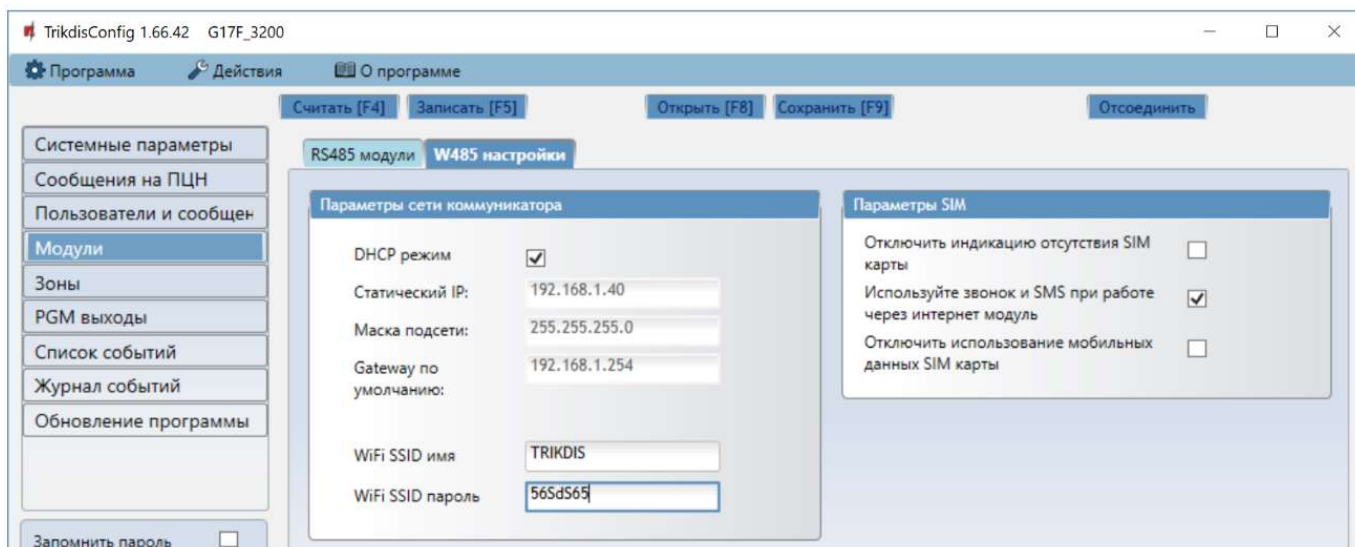 TrikdisConfig 1.66.42 G17F_3200
Программа Действия О программе
Считать [F4] Записать [F5] Открыть [F8] Сохранить [F9] Отсоединить
Системные параметры
Сообщения на ПЦН
Пользователи и сообщен
Модули
Зоны
PGM выходы
Список событий
Журнал событий
Обновление программы
Запомнить пароль
RS485 модули W485 настройки
Параметры сети коммуникатора
DHCP режим
Статический IP: 192.168.1.40
Маска подсети: 255.255.255.0
Gateway по 192.168.1.254
умолчанию:
WiFi SSID имя TRIKDIS
WiFi SSID пароль 56SdS65
Параметры SIM
Отключить индикацию отсутствия SIM
карты
Используйте звонок и SMS при работе
через интернет модуль
Отключить использование мобильных
данных SIM карты